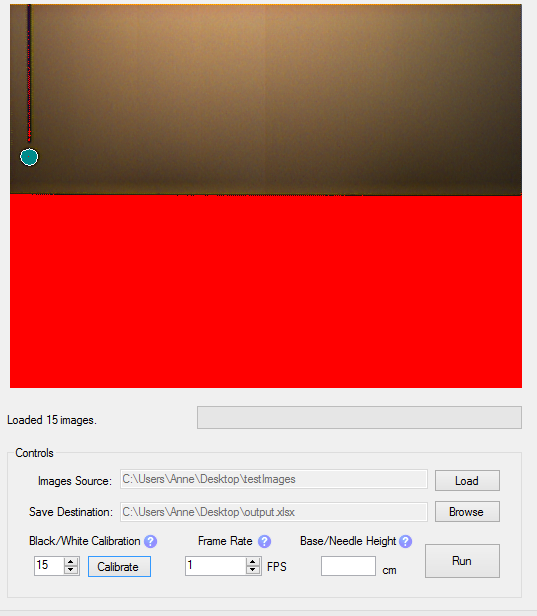 Loaded 15 images.
Controls
Images Source: C:\Users\Anne\Desktop\testImages Load
Save Destination: C:\Users\Anne\Desktop\output.xlsx Browse
Black/White Calibration ? Frame Rate ? Base/Needle Height ?
15 Calibrate 1 FPS cm Run